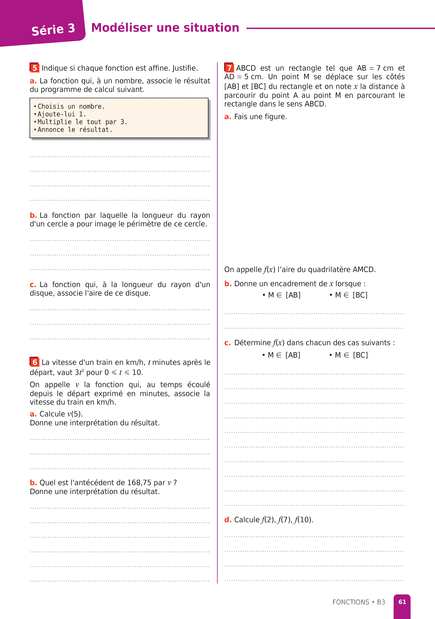 Série 3 Modéliser une situation
5 Indique si chaque fonction est affine. Justifie.
a. La fonction qui, à un nombre, associe le résultat
du programme de calcul suivant.
•Choisis un nombre.
•Ajoute-lui 1.
•Multiplie le tout par 3.
•Annonce le résultat.
b. La fonction par laquelle la longueur du rayon
d'un cercle a pour image le périmètre de ce cercle.
c. La fonction qui, à la longueur du rayon d'un
disque, associe l'aire de ce disque.
6 La vitesse d'un train en km/h, t minutes après le
départ, vaut 3t² pour 0 ⩽ t ⩽ 10.
On appelle v la fonction qui, au temps écoulé
depuis le départ exprimé en minutes, associe la
vitesse du train en km/h.
a. Calcule v(5).
Donne une interprétation du résultat.
b. Quel est l'antécédent de 168,75 par v ?
Donne une interprétation du résultat.
7 ABCD est un rectangle tel que AB = 7 cm et
AD = 5 cm. Un point M se déplace sur les côtés
[AB] et [BC] du rectangle et on note x la distance à
parcourir du point A au point M en parcourant le
rectangle dans le sens ABCD.
a. Fais une figure.
On appelle f(x) l'aire du quadrilatère AMCD.
b. Donne un encadrement de x lorsque :
• M ∈ [AB] • M ∈ [BC]
c. Détermine f(x) dans chacun des cas suivants :
• M ∈ [AB] • M ∈ [BC]
d. Calcule f(2), f(7), f(10).
FONCTIONS • B3 61